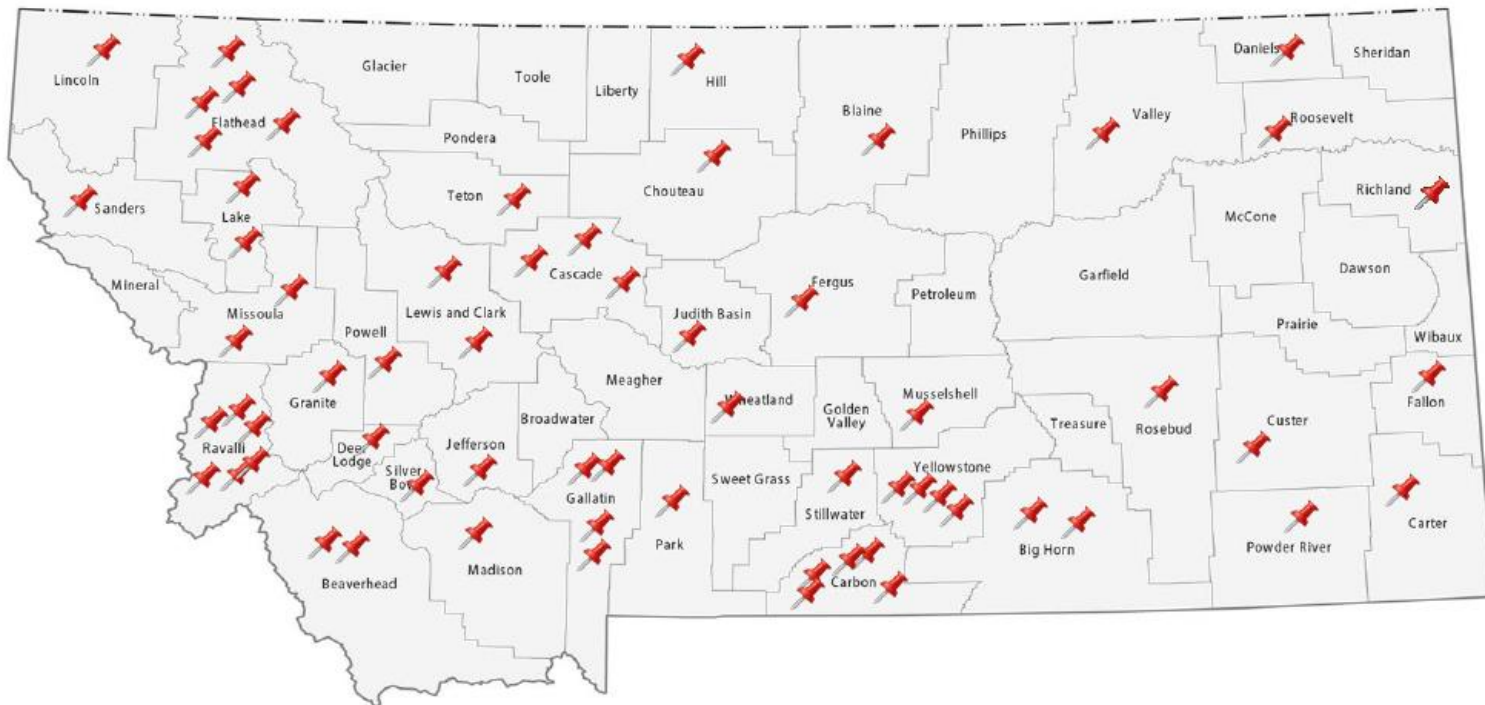 Lincoln
Flathead
Glacier
Toole
Liberty
Hill
Blaine
Phillips
Valley
Daniels
Sheridan
Roosevelt
Pondera
Teton
Chouteau
Richland
Sanders
Lake
McCone
Mineral
Missoula
Powell
Lewis and Clark
Cascade
Judith Basin
Fergus
Petroleum
Garfield
Dawson
Prairie
Wibaux
Granite
Meagher
Broadwater
Wheatland
Golden
Valley
Musselshell
Treasure
Rosebud
Custer
Fallon
Ravalli
Deer
Lodge
Silver
Bow
Jefferson
Gallatin
Park
Sweet Grass
Stillwater
Yellowstone
Big Horn
Powder River
Carter
Beaverhead
Madison
Carbon